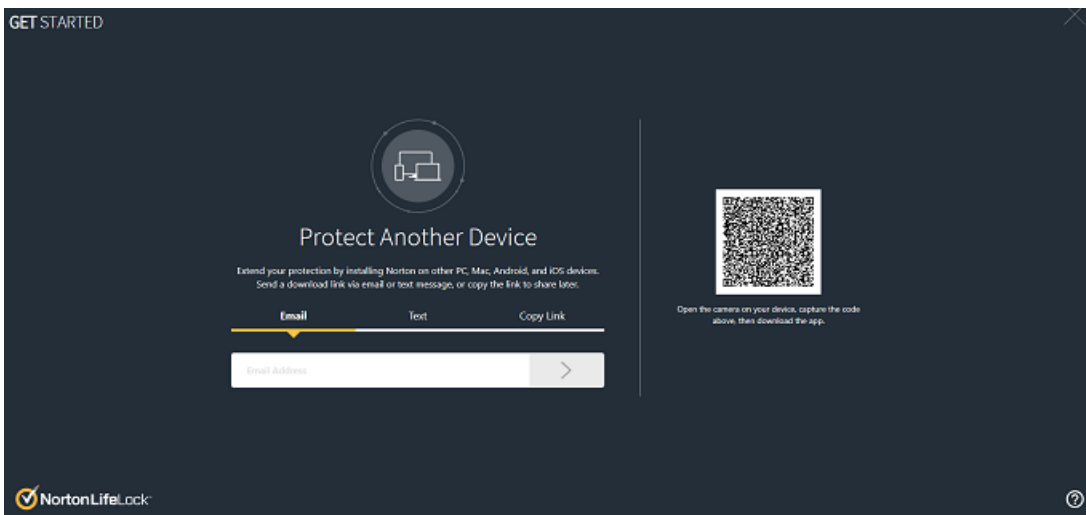 GET STARTED
Protect Another Device
Extend your protection by installing Norton on other PC, Mac, Android, and iOS devices.
Send a download link via email or text message, or copy the link to share later.
Email Text Copy Link
Email Address
Open the camera on your device, capture the code
above, then download the app.
NortonLifeLock
?